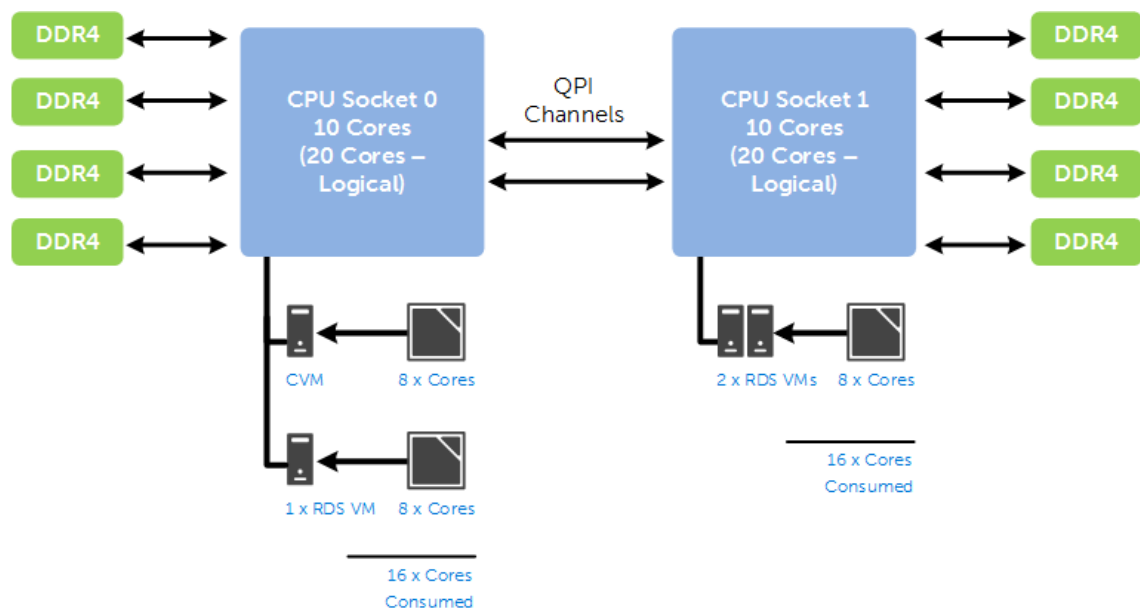 DDR4
DDR4
DDR4
DDR4
CPU Socket 0
10 Cores
(20 Cores –
Logical)
QPI
Channels
CPU Socket 1
10 Cores
(20 Cores –
Logical)
DDR4
DDR4
DDR4
DDR4
CVM
8 x Cores
1 x RDS VM
8 x Cores
16 x Cores
Consumed
2 x RDS VMs
8 x Cores
16 x Cores
Consumed